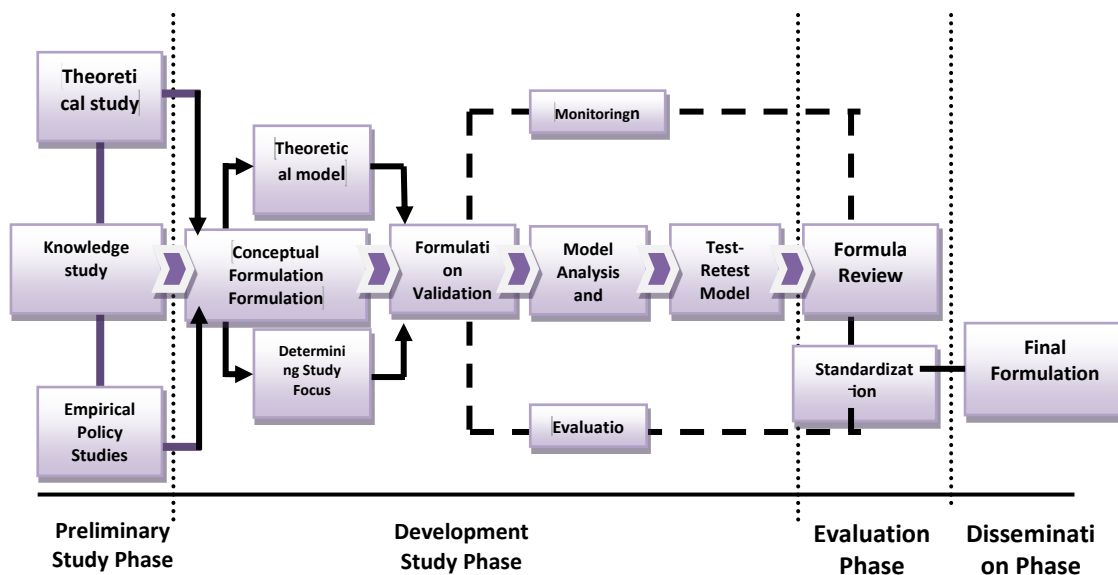 Theoreti
cal study
Knowledge
study
Empirical
Policy
Studies
Theoretic
al model
Conceptual
Formulation
Formulation
Determini
ng Study
Focus
Formulati
on
Validation
Monitoringn
Model
Analysis
and
Evaluatio
Test-
Retest
Model
Formula
Review
Standardizat
ion
Final
Formulation
Preliminary
Study Phase
Development
Study Phase
Evaluation
Phase
Disseminati
on Phase